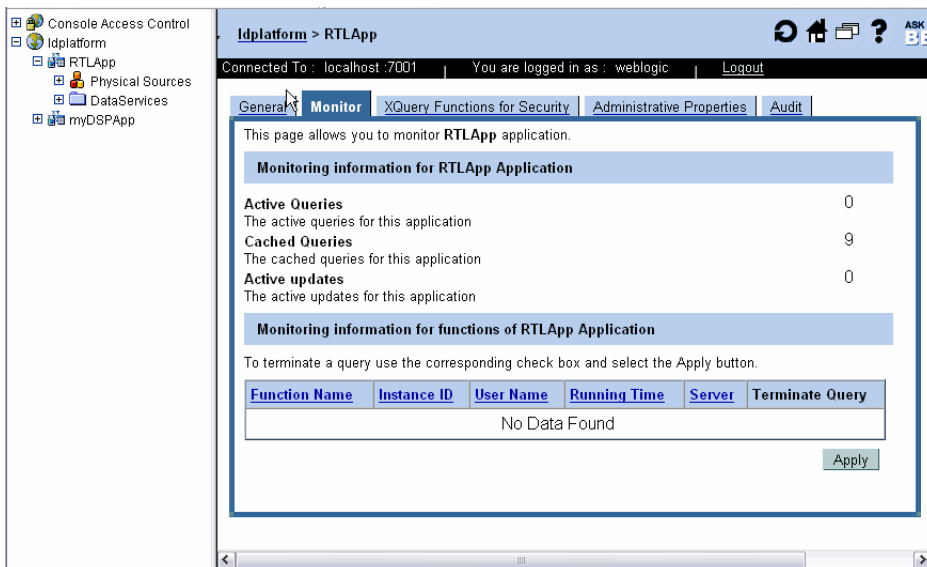 Console Access Control
ldplatform
RTLApp
Physical Sources
DataServices
myDSPApp
ldplatform > RTLApp
?
ASK
Connected To : localhost :7001 You are logged in as : weblogic Logout
General Monitor XQuery Functions for Security Administrative Properties Audit
This page allows you to monitor RTLApp application.
Monitoring information for RTLApp Application
Active Queries 0
The active queries for this application
Cached Queries 9
The cached queries for this application
Active updates 0
The active updates for this application
Monitoring information for functions of RTLApp Application
To terminate a query use the corresponding check box and select the Apply button.
Function Name Instance ID User Name Running Time Server Terminate Query
No Data Found
Apply